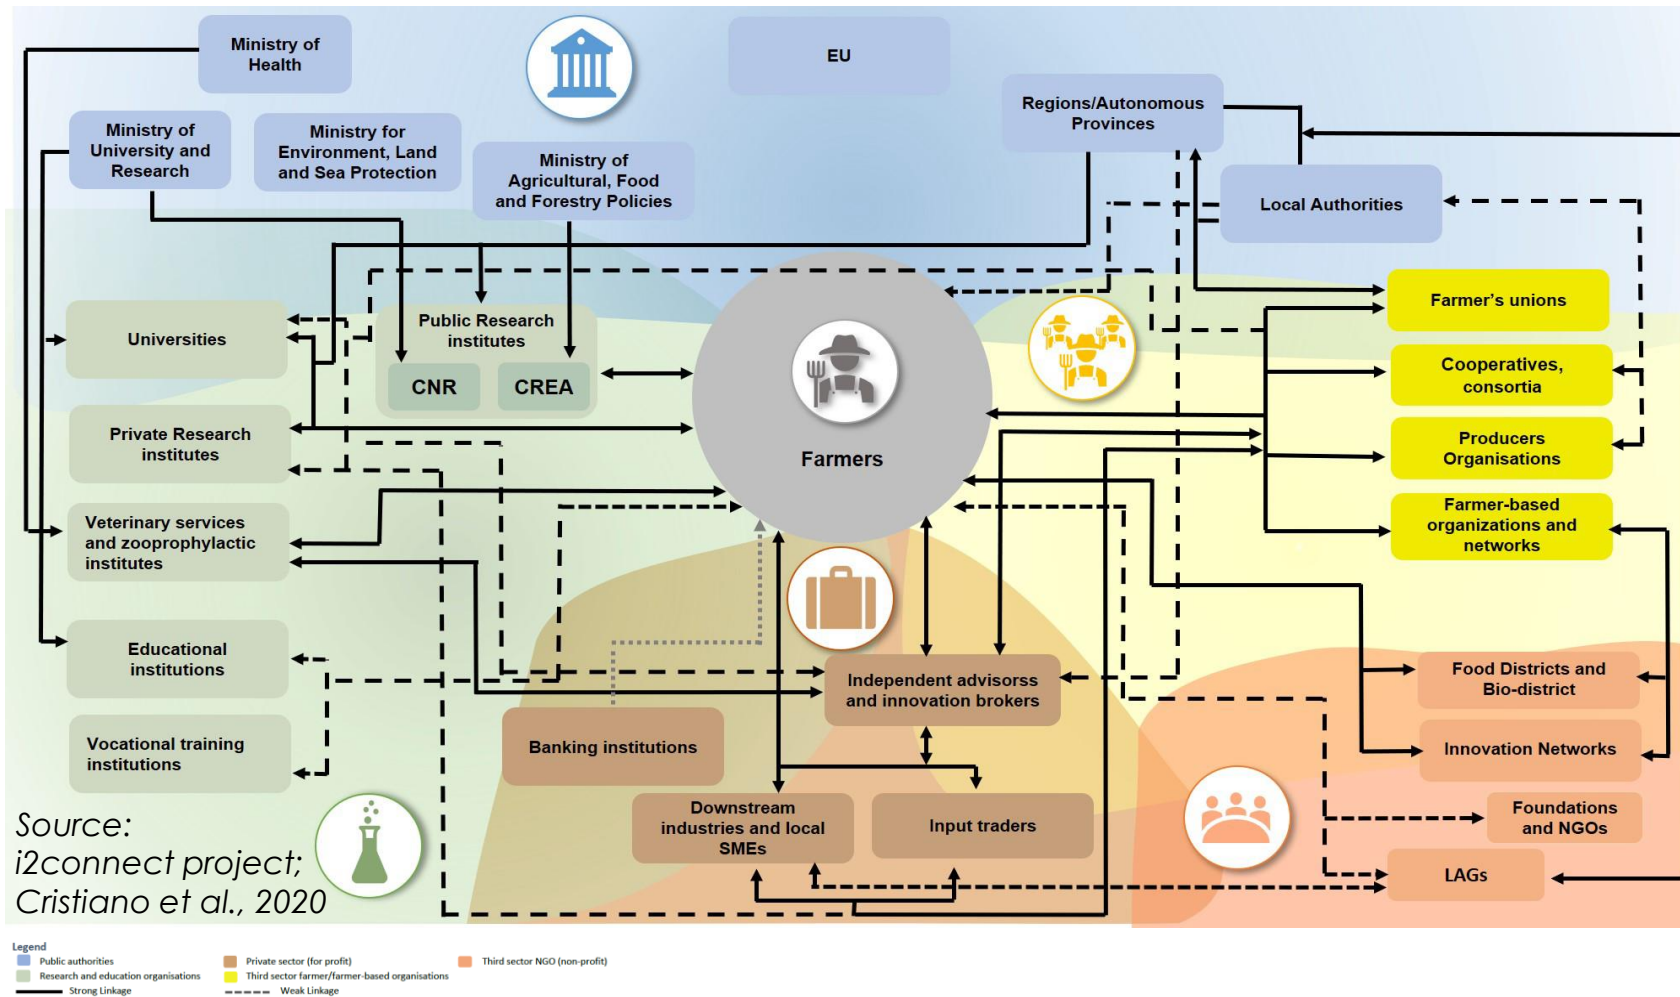 Ministry of
Health
EU
Regions/Autonomous
Provinces
Ministry of
University and
Research
Ministry for
Environment, Land
and Sea Protection
Ministry of
Agricultural, Food
and Forestry Policies
Local Authorities
Universities
Public Research
institutes
CNR
CREA
Private Research
institutes
Veterinary services
and zooprophylactic
institutes
Educational
institutions
Vocational training
institutions
Farmers
Farmer's unions
Cooperatives,
consortia
Producers
Organisations
Farmer-based
organizations and
networks
Independent advisorss
and innovation brokers
Banking institutions
Downstream
industries and local
SMEs
Input traders
Food Districts and
Bio-district
Innovation Networks
Foundations
and NGOs
LAGs
Source:
i2connect project;
Cristiano et al., 2020
Legend
Public authorities
Private sector (for profit)
Third sector NGO (non-profit)
Research and education organisations
Third sector farmer/farmer-based organisations
Strong Linkage
Weak Linkage